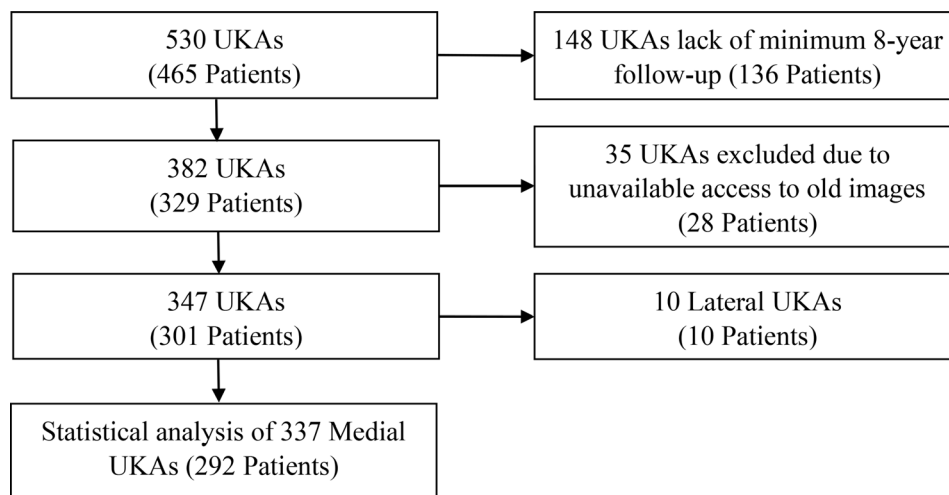 530 UKAs
(465 Patients)
148 UKAs lack of minimum 8-year
follow-up (136 Patients)
382 UKAs
(329 Patients)
35 UKAs excluded due to
unavailable access to old images
(28 Patients)
347 UKAs
(301 Patients)
10 Lateral UKAs
(10 Patients)
Statistical analysis of 337 Medial
UKAs (292 Patients)